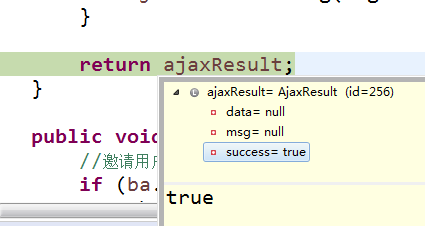 }
return ajaxResult;
}
ajaxResult= AjaxResult (id=256)
data= null
msg= null
success= true
public void
//邀请用户
if (ba.
true